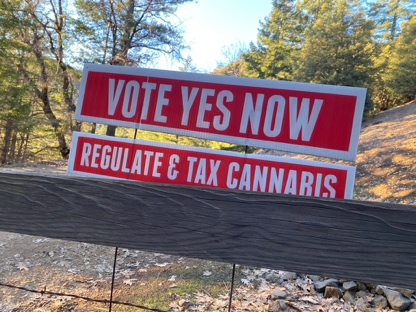 VOTE YES NOW
REGULATE & TAX CANNABIS